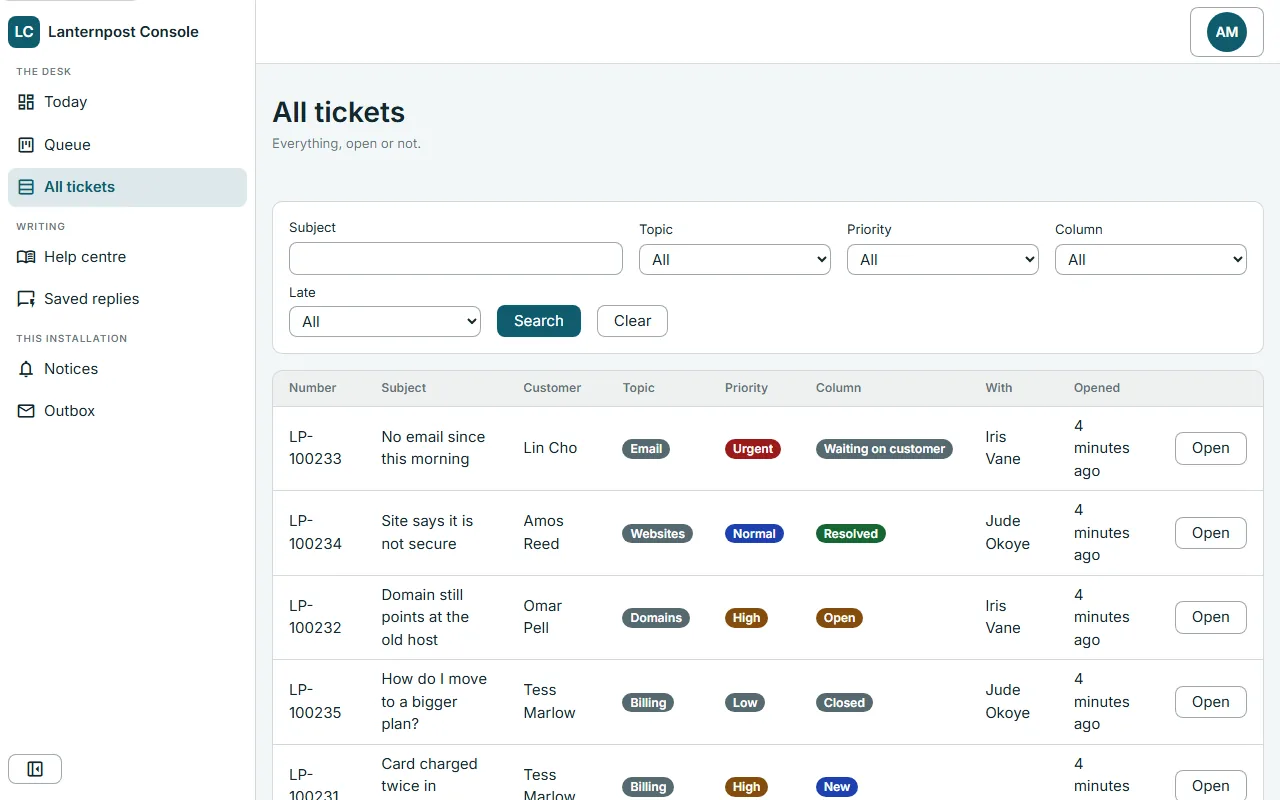 LC Lanternpost Console
AM
THE DESK
Today
Queue
All tickets
WRITING
Help centre
Saved replies
THIS INSTALLATION
Notices
Outbox
All tickets
Everything, open or not.
Subject
Topic
Priority
Column
All
All
All
Late
All
Search
Clear
Number Subject Customer Topic Priority Column With Opened
LP-
100233
No email since
this morning
Lin Cho
Email
Urgent
Waiting on customer
Iris
Vane
4
minutes
ago
Open
LP-
100234
Site says it is
not secure
Amos
Reed
Websites
Normal
Resolved
Jude
Okoye
4
minutes
ago
Open
LP-
100232
Domain still
points at the
old host
Omar
Pell
Domains
High
Open
Iris
Vane
4
minutes
ago
Open
LP-
100235
How do I move
to a bigger
plan?
Tess
Marlow
Billing
Low
Closed
Jude
Okoye
4
minutes
ago
Open
LP-
100231
Card charged
twice in
Tess
Marlow
Billing
High
New
4
minutes
Open